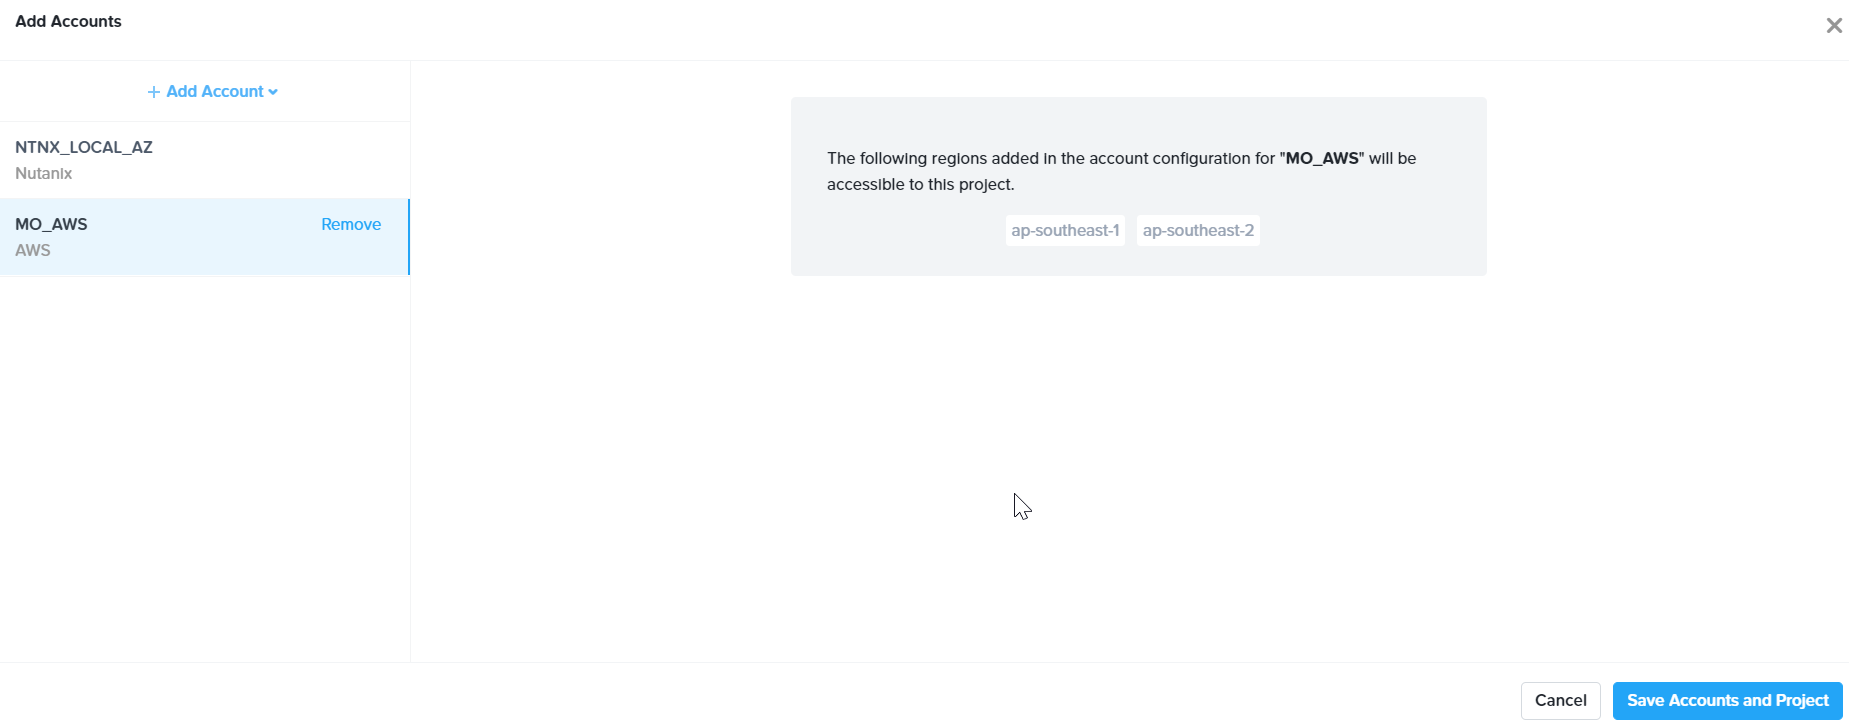 Add Accounts
Add Account
NTNX_LOCAL_AZ
Nutanix
MO_AWS
Remove
AWS
The following regions added in the account configuration for "MO_AWS" will be
accessible to this project.
ap-southeast-1 ap-southeast-2
Cancel
Save Accounts and Project